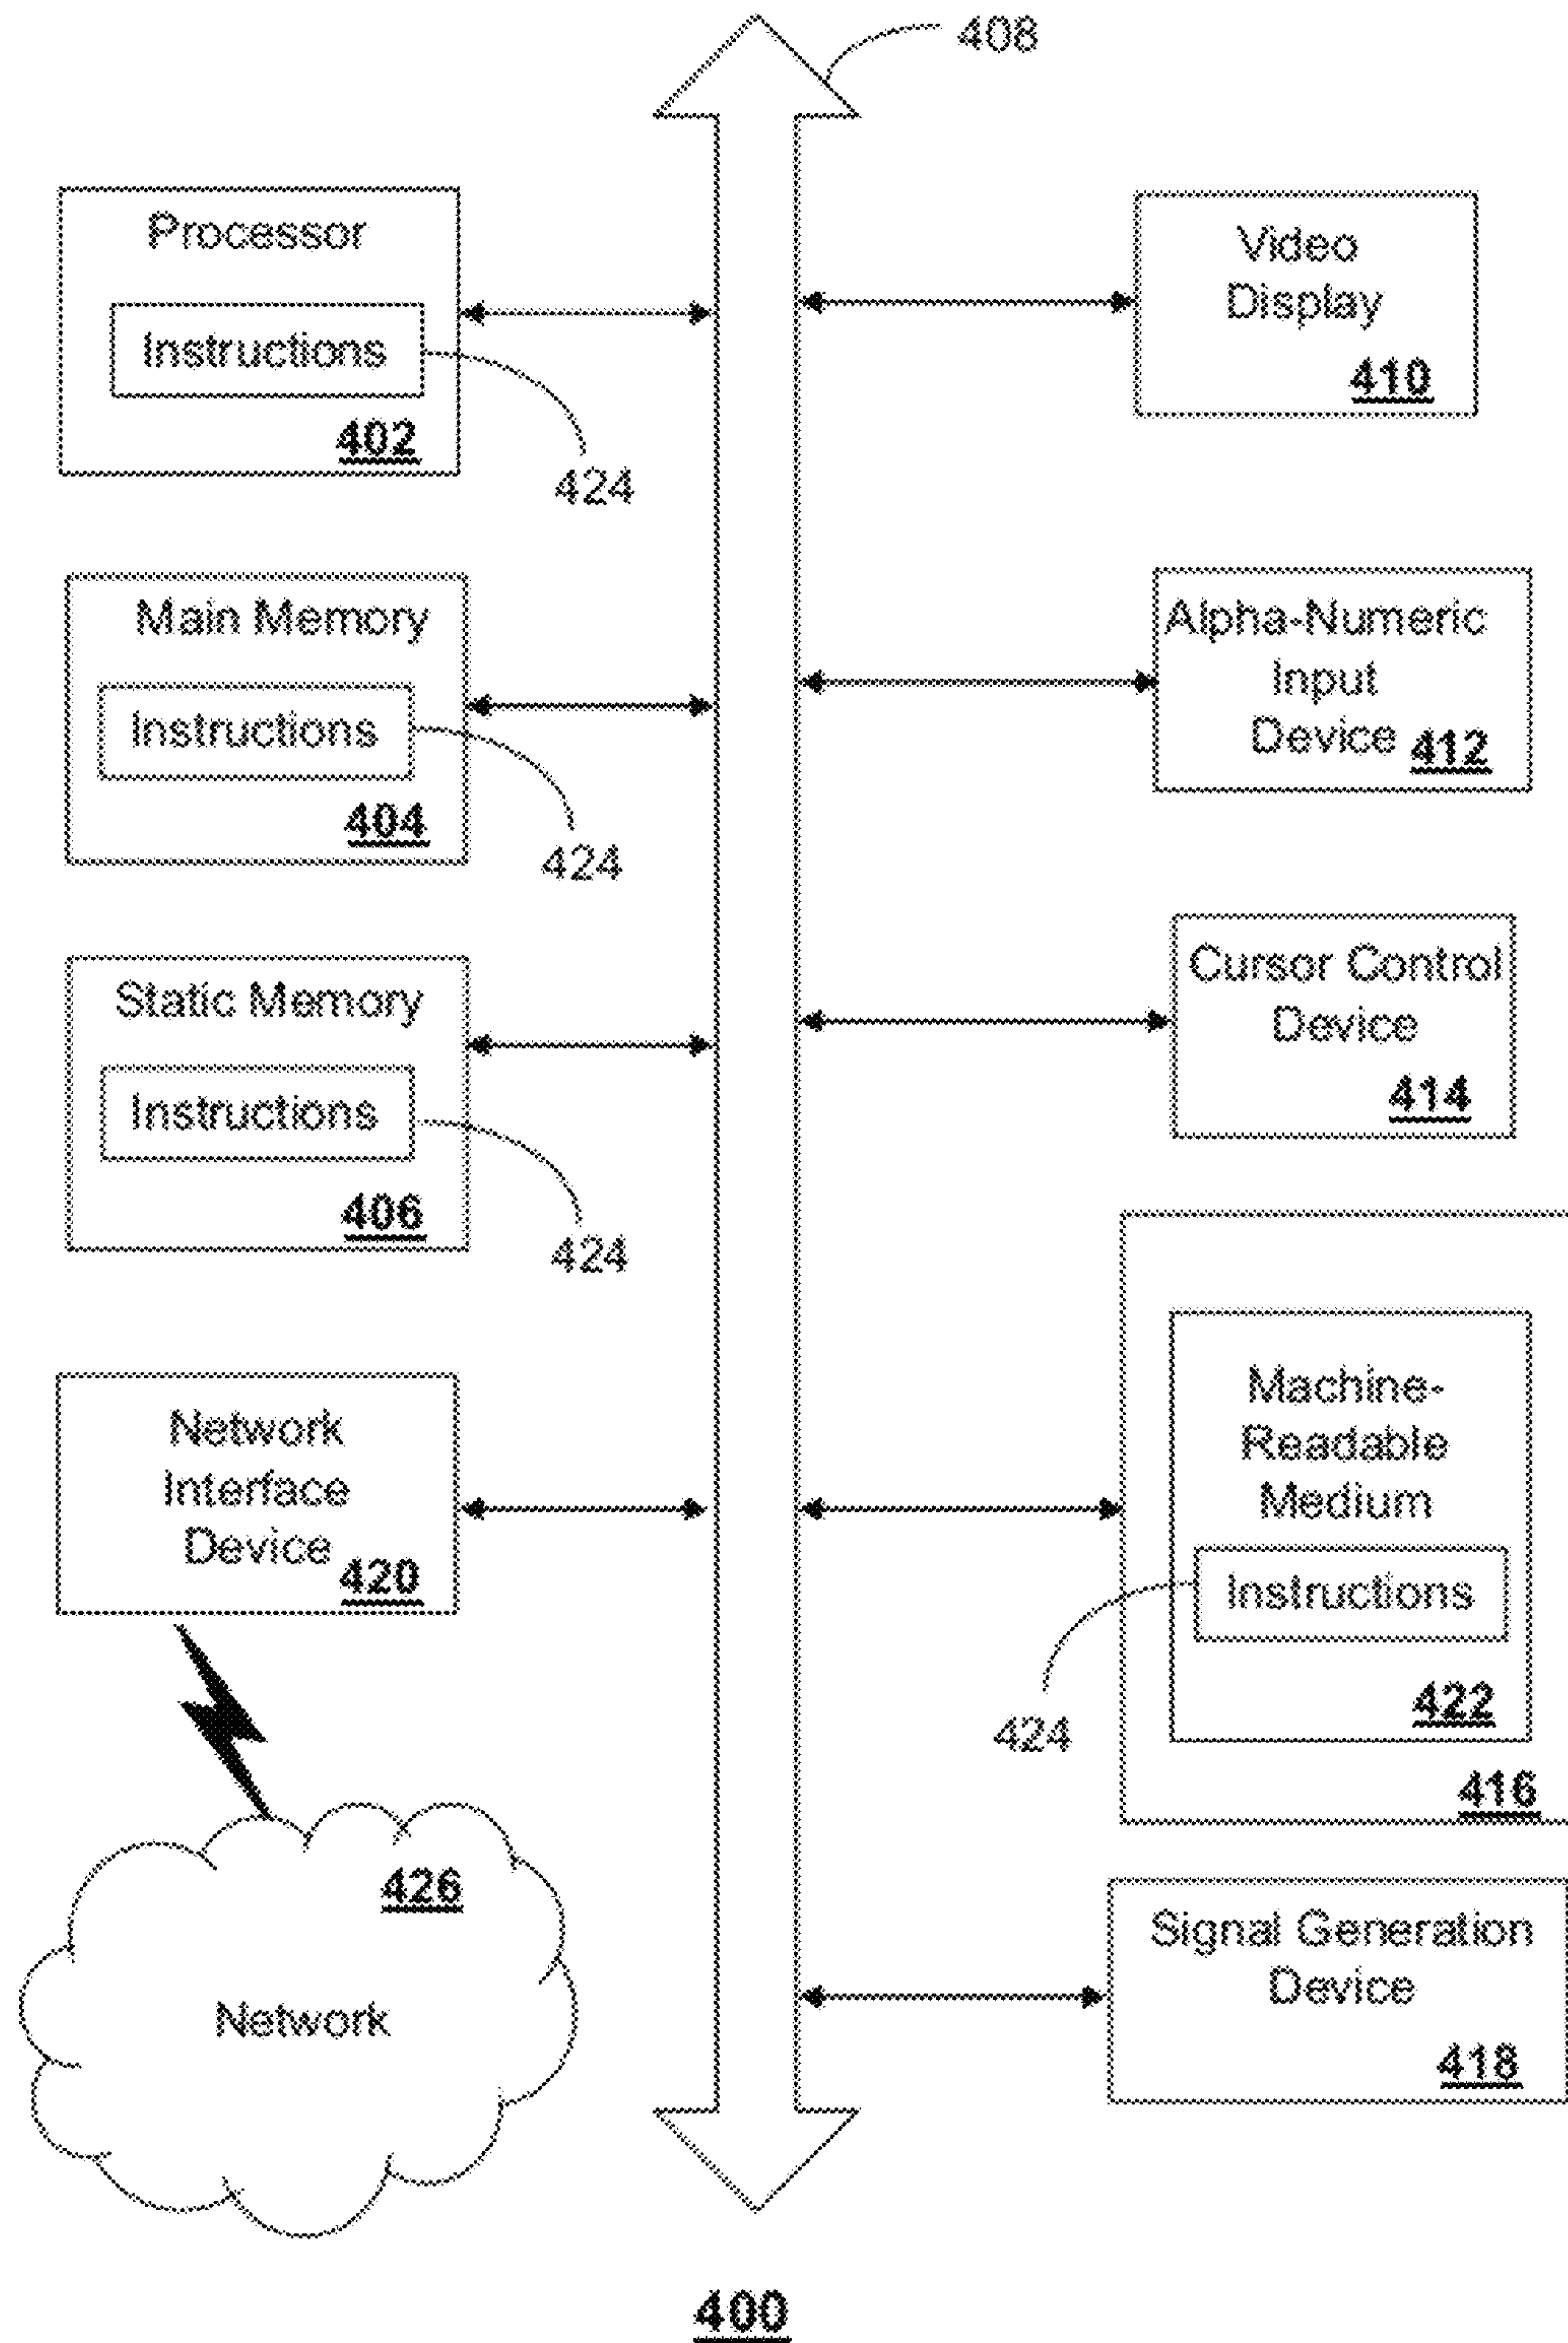 408
Processor
Instructions
402
424
Main Memory
Instructions
404
424
Static Memory
Instructions
406
424
Network
Interface
Device
420
426
Network
Video
Display
410
Alpha-Numeric
Input
Device
412
Cursor Control
Device
414
Machine-
Readable
Medium
Instructions
424
422
416
Signal Generation
Device
418
400